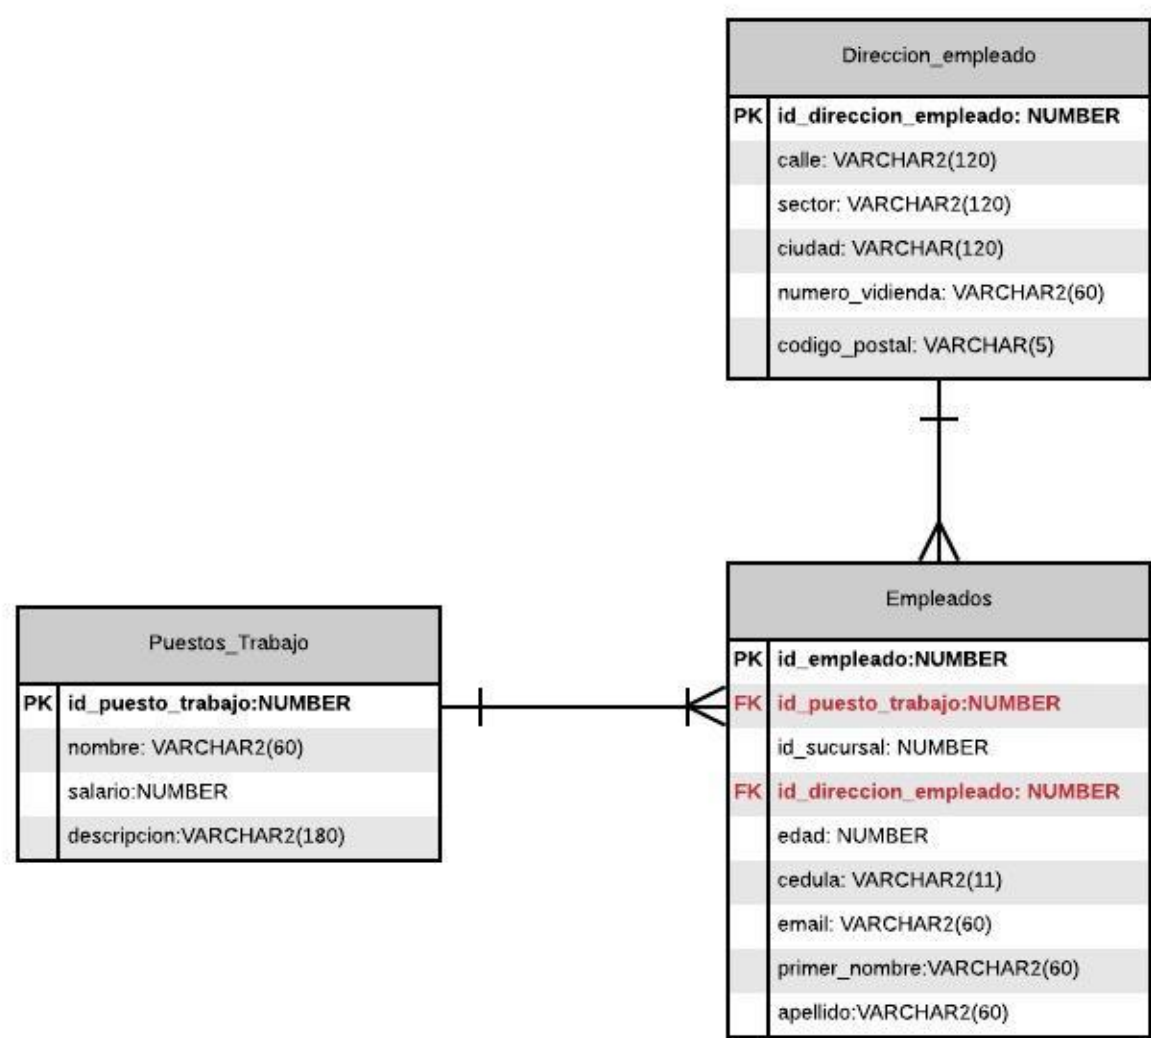 Direccion_empleado
PK id_direccion_empleado: NUMBER
calle: VARCHAR2(120)
sector: VARCHAR2(120)
ciudad: VARCHAR(120)
numero_vidienda: VARCHAR2(60)
codigo_postal: VARCHAR(5)
Puestos_Trabajo
PK id_puesto_trabajo:NUMBER
nombre: VARCHAR2(60)
salario:NUMBER
descripcion:VARCHAR2(180)
Empleados
PK id_empleado:NUMBER
FK id_puesto_trabajo:NUMBER
id_sucursal: NUMBER
FK id_direccion_empleado: NUMBER
edad: NUMBER
cedula: VARCHAR2(11)
email: VARCHAR2(60)
primer_nombre:VARCHAR2(60)
apellido:VARCHAR2(60)